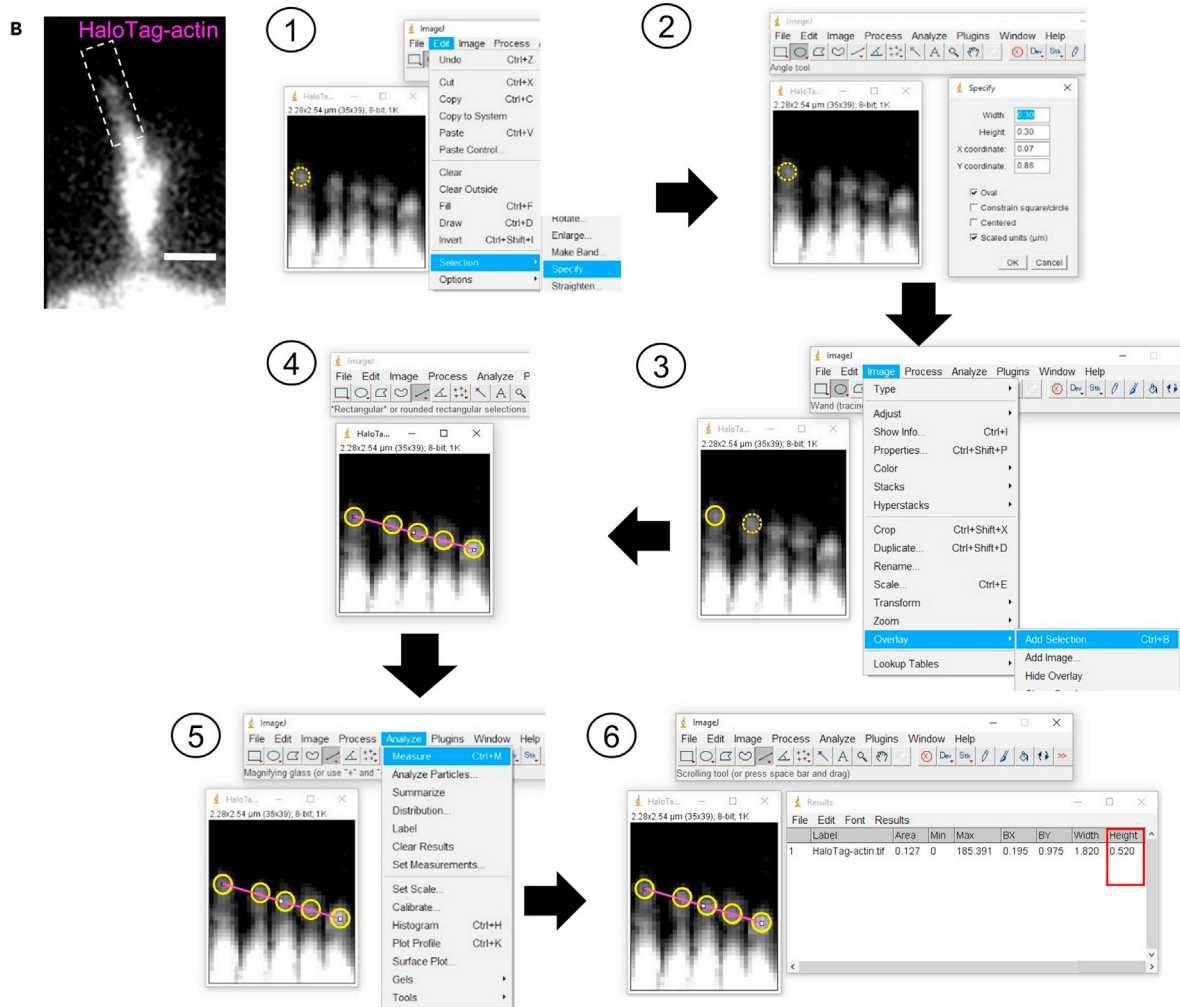 B
HaloTag-actin
1
ImageJ
File Edit Image Process
Undo Ctrl+Z
Cut Ctrl+X
Copy Ctrl+C
Copy to System
Paste Ctrl+V
Paste Control...
Clear
Clear Outside
Fill Ctrl+F
Draw Ctrl+D
Invert Ctrl+Shift+I
Selection
Options
Rotate...
Enlarge...
Make Band...
Specify...
Straighten...
HaloTa...
2.28x2.54 µm (35x39); 8-bit; 1K
2
ImageJ
File Edit Image Process Analyze Plugins Window Help
A Dev Stk
Angle tool
HaloTa...
2.28x2.54 µm (35x39); 8-bit; 1K
Specify
Width: 0.30
Height: 0.30
X coordinate: 0.07
Y coordinate: 0.86
Oval
Constrain square/circle
Centered
Scaled units (µm)
OK Cancel
4
ImageJ
File Edit Image Process Analyze P
A
*Rectangular* or rounded rectangular selections
HaloTa...
2.28x2.54 µm (35x39); 8-bit; 1K
3
ImageJ
File Edit Image Process Analyze Plugins Window Help
Dev Stk
Wand (tracing
Type
Adjust
Show Info... Ctrl+I
Properties... Ctrl+Shift+P
Color
Stacks
Hyperstacks
Crop Ctrl+Shift+X
Duplicate... Ctrl+Shift+D
Rename...
Scale... Ctrl+E
Transform
Zoom
Overlay
Lookup Tables
Add Selection... Ctrl+B
Add Image...
Hide Overlay
HaloTa...
2.28x2.54 µm (35x39); 8-bit; 1K
5
ImageJ
File Edit Image Process Analyze Plugins Window Help
Stk
Magnifying glass (or use "+" and "
Measure Ctrl+M
Analyze Particles...
Summarize
Distribution...
Label
Clear Results
Set Measurements...
Set Scale...
Calibrate...
Histogram Ctrl+H
Plot Profile Ctrl+K
Surface Plot...
Gels
Tools
HaloTa...
2.28x2.54 µm (35x39); 8-bit; 1K
6
ImageJ
File Edit Image Process Analyze Plugins Window Help
A Dev Stk >>
Scrolling tool (or press space bar and drag)
HaloTa...
2.28x2.54 µm (35x39); 8-bit; 1K
Results
File Edit Font Results
Label Area Min Max BX BY Width Height
1 HaloTag-actin.tif 0.127 0 185.391 0.195 0.975 1.820 0.520